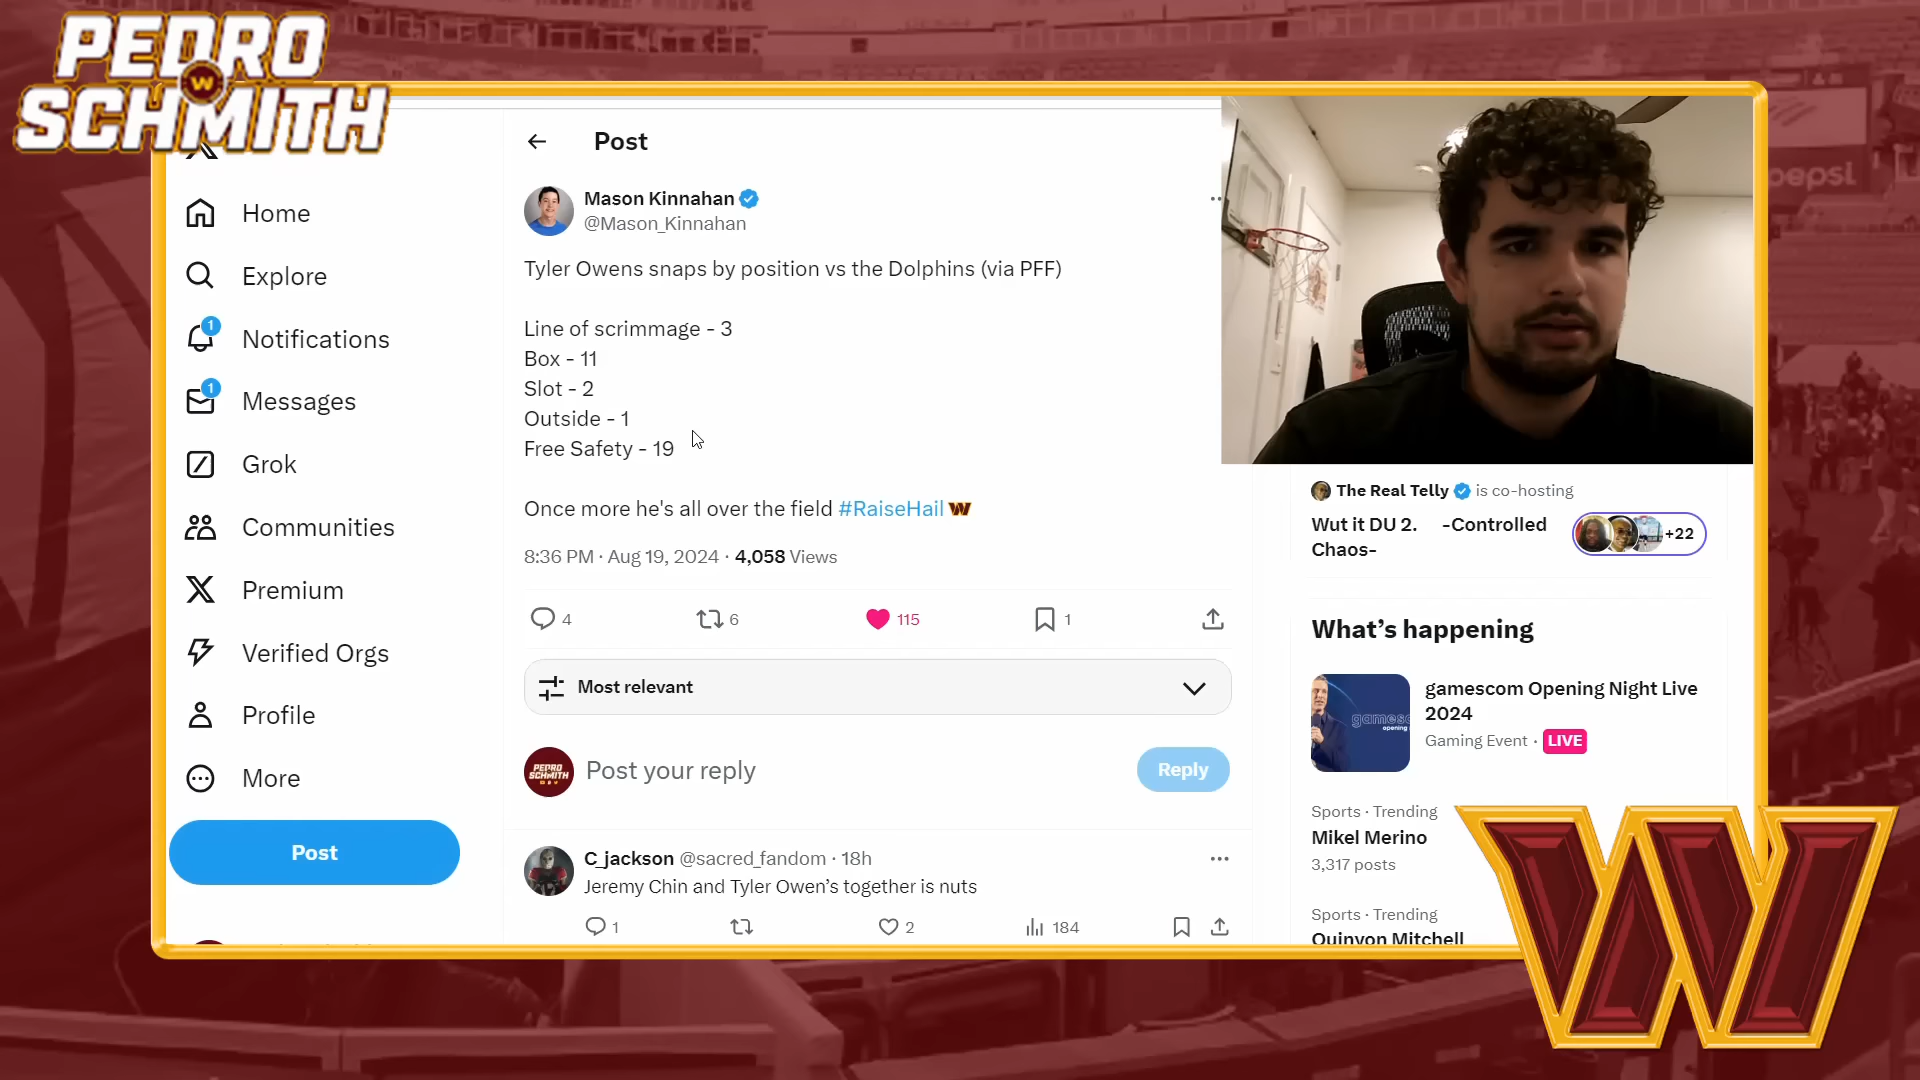 PEDRO
SCHMITH
Post
Mason Kinnahan
@Mason_Kinnahan
Tyler Owens snaps by position vs the Dolphins (via PFF)
Line of scrimmage - 3
Box - 11
Slot - 2
Outside - 1
Free Safety - 19
Once more he's all over the field #RaiseHail
8:36 PM · Aug 19, 2024 · 4,058 Views
4
6
115
1
Most relevant
Post your reply
Reply
C_jackson @sacred_fandom · 18h
Jeremy Chin and Tyler Owen’s together is nuts
1
2
184
Home
Explore
1
Notifications
1
Messages
Grok
Communities
Premium
Verified Orgs
Profile
More
Post
pepsi
The Real Telly is co-hosting
Wut it DU 2. -Controlled
Chaos-
+22
What’s happening
gamescom Opening Night Live
2024
Gaming Event · LIVE
Sports · Trending
Mikel Merino
3,317 posts
Sports · Trending
Quinyon Mitchell
PEDRO
SCHMITH
W